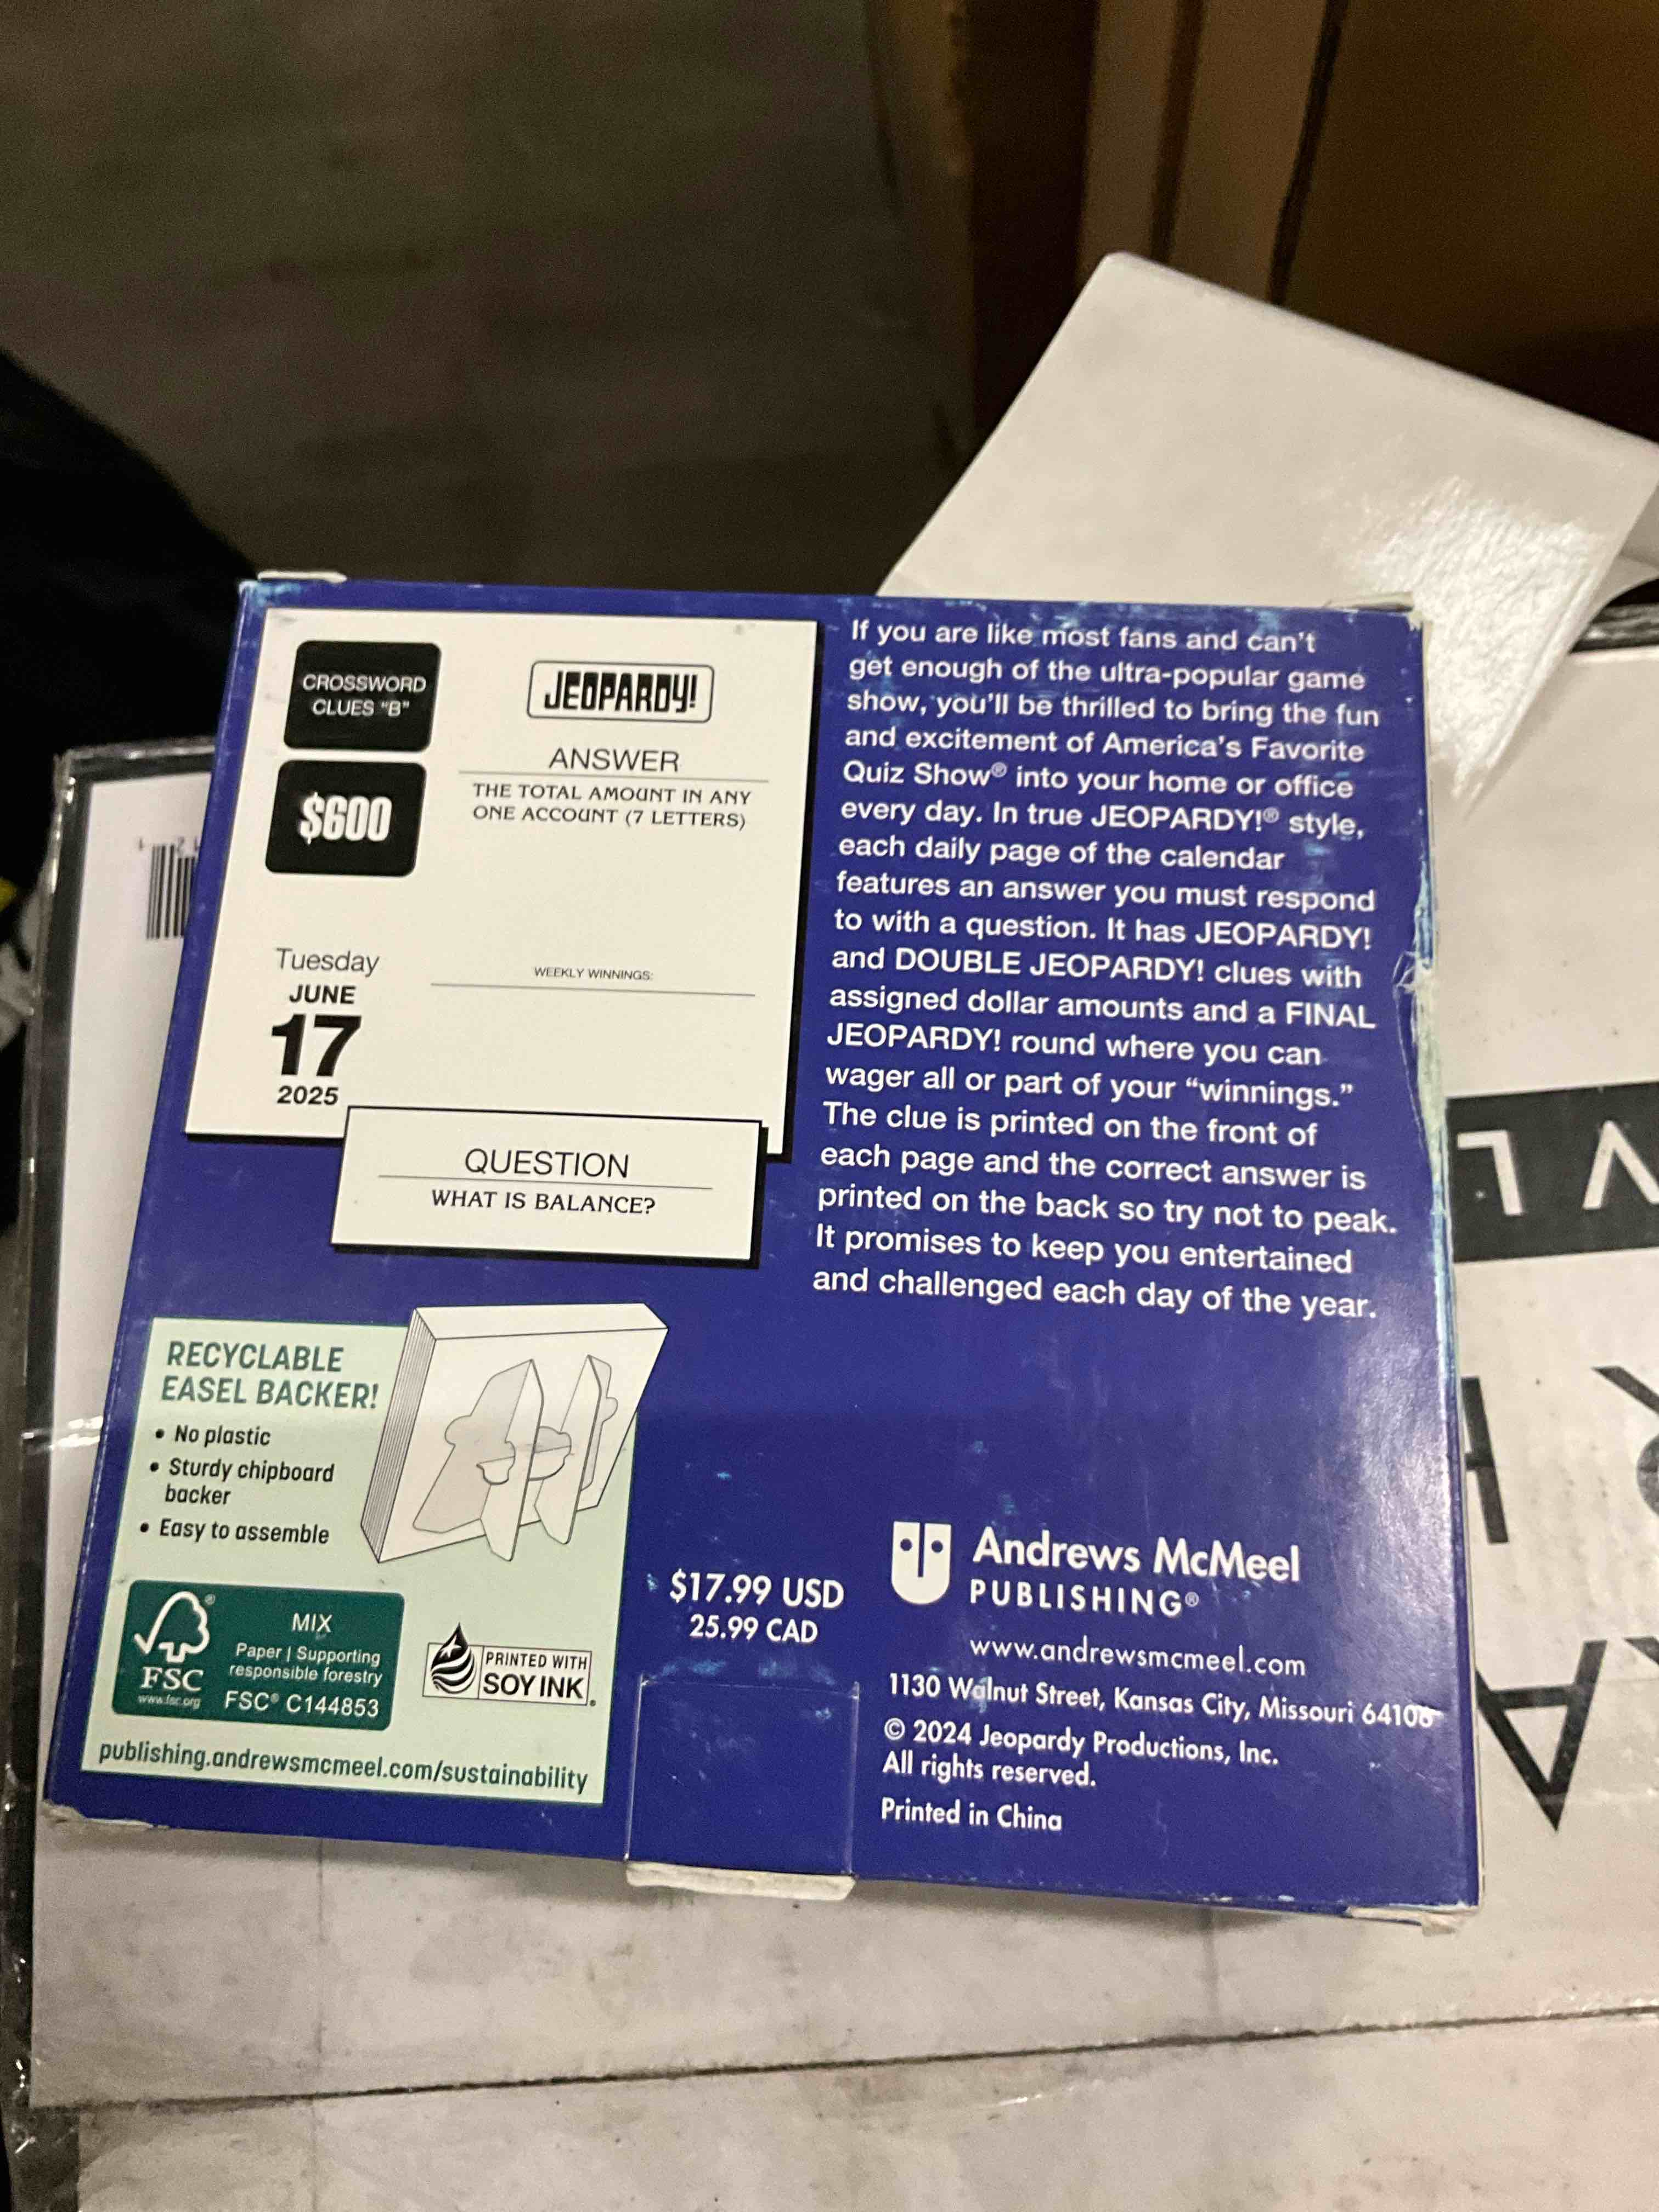 CROSSWORD
CLUES "B"
$600
JEOPARDY!
ANSWER
THE TOTAL AMOUNT IN ANY
ONE ACCOUNT (7 LETTERS)
WEEKLY WINNINGS:
Tuesday
JUNE
17
2025
QUESTION
WHAT IS BALANCE?
If you are like most fans and can't
get enough of the ultra-popular game
show, you'll be thrilled to bring the fun
and excitement of America's Favorite
Quiz Show® into your home or office
every day. In true JEOPARDY!® style,
each daily page of the calendar
features an answer you must respond
to with a question. It has JEOPARDY!
and DOUBLE JEOPARDY! clues with
assigned dollar amounts and a FINAL
JEOPARDY! round where you can
wager all or part of your “winnings.”
The clue is printed on the front of
each page and the correct answer is
printed on the back so try not to peak.
It promises to keep you entertained
and challenged each day of the year.
RECYCLABLE
EASEL BACKER!
• No plastic
• Sturdy chipboard
backer
• Easy to assemble
FSC
www.fsc.org
MIX
Paper | Supporting
responsible forestry
FSC® C144853
PRINTED WITH
SOY INK
publishing.andrewsmcmeel.com/sustainability
$17.99 USD
25.99 CAD
Andrews McMeel
PUBLISHING®
www.andrewsmcmeel.com
1130 Walnut Street, Kansas City, Missouri 64106
© 2024 Jeopardy Productions, Inc.
All rights reserved.
Printed in China